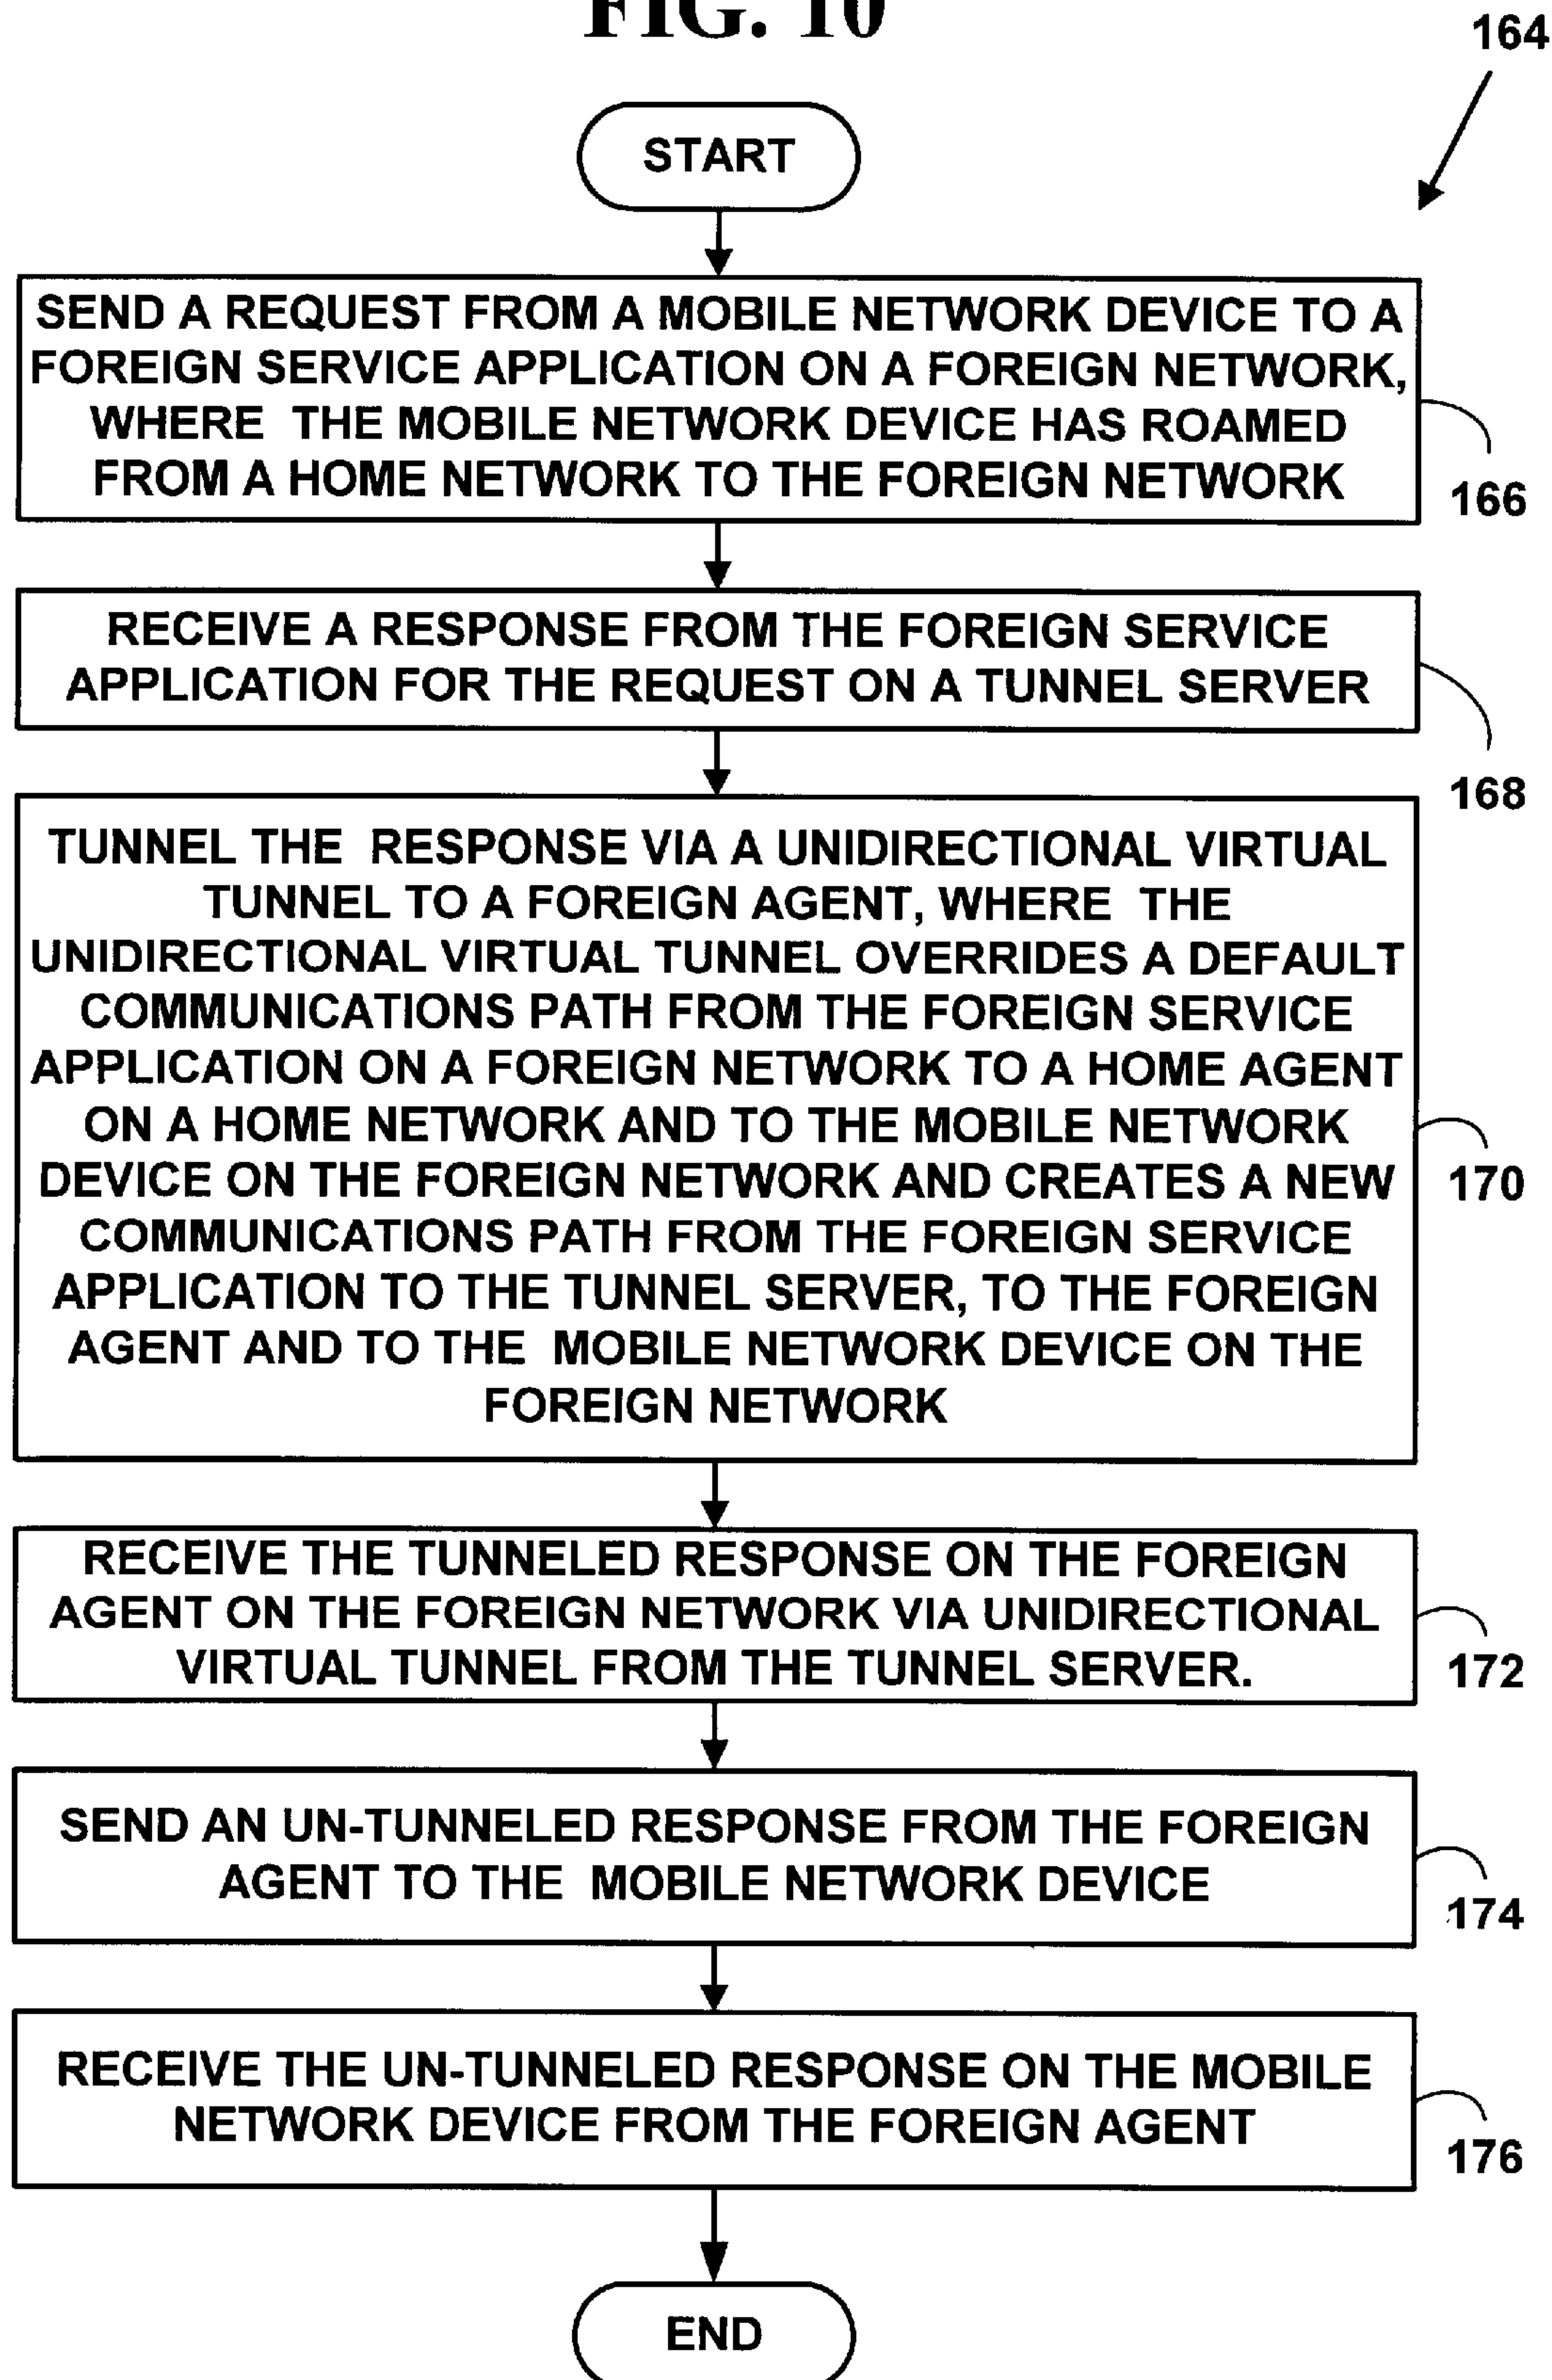 FIG. 10
164
START
SEND A REQUEST FROM A MOBILE NETWORK DEVICE TO A
FOREIGN SERVICE APPLICATION ON A FOREIGN NETWORK,
WHERE THE MOBILE NETWORK DEVICE HAS ROAMED
FROM A HOME NETWORK TO THE FOREIGN NETWORK
166
RECEIVE A RESPONSE FROM THE FOREIGN SERVICE
APPLICATION FOR THE REQUEST ON A TUNNEL SERVER
168
TUNNEL THE RESPONSE VIA A UNIDIRECTIONAL VIRTUAL
TUNNEL TO A FOREIGN AGENT, WHERE THE
UNIDIRECTIONAL VIRTUAL TUNNEL OVERRIDES A DEFAULT
COMMUNICATIONS PATH FROM THE FOREIGN SERVICE
APPLICATION ON A FOREIGN NETWORK TO A HOME AGENT
ON A HOME NETWORK AND TO THE MOBILE NETWORK
DEVICE ON THE FOREIGN NETWORK AND CREATES A NEW
COMMUNICATIONS PATH FROM THE FOREIGN SERVICE
APPLICATION TO THE TUNNEL SERVER, TO THE FOREIGN
AGENT AND TO THE MOBILE NETWORK DEVICE ON THE
FOREIGN NETWORK
170
RECEIVE THE TUNNELED RESPONSE ON THE FOREIGN
AGENT ON THE FOREIGN NETWORK VIA UNIDIRECTIONAL
VIRTUAL TUNNEL FROM THE TUNNEL SERVER.
172
SEND AN UN-TUNNELED RESPONSE FROM THE FOREIGN
AGENT TO THE MOBILE NETWORK DEVICE
174
RECEIVE THE UN-TUNNELED RESPONSE ON THE MOBILE
NETWORK DEVICE FROM THE FOREIGN AGENT
176
END